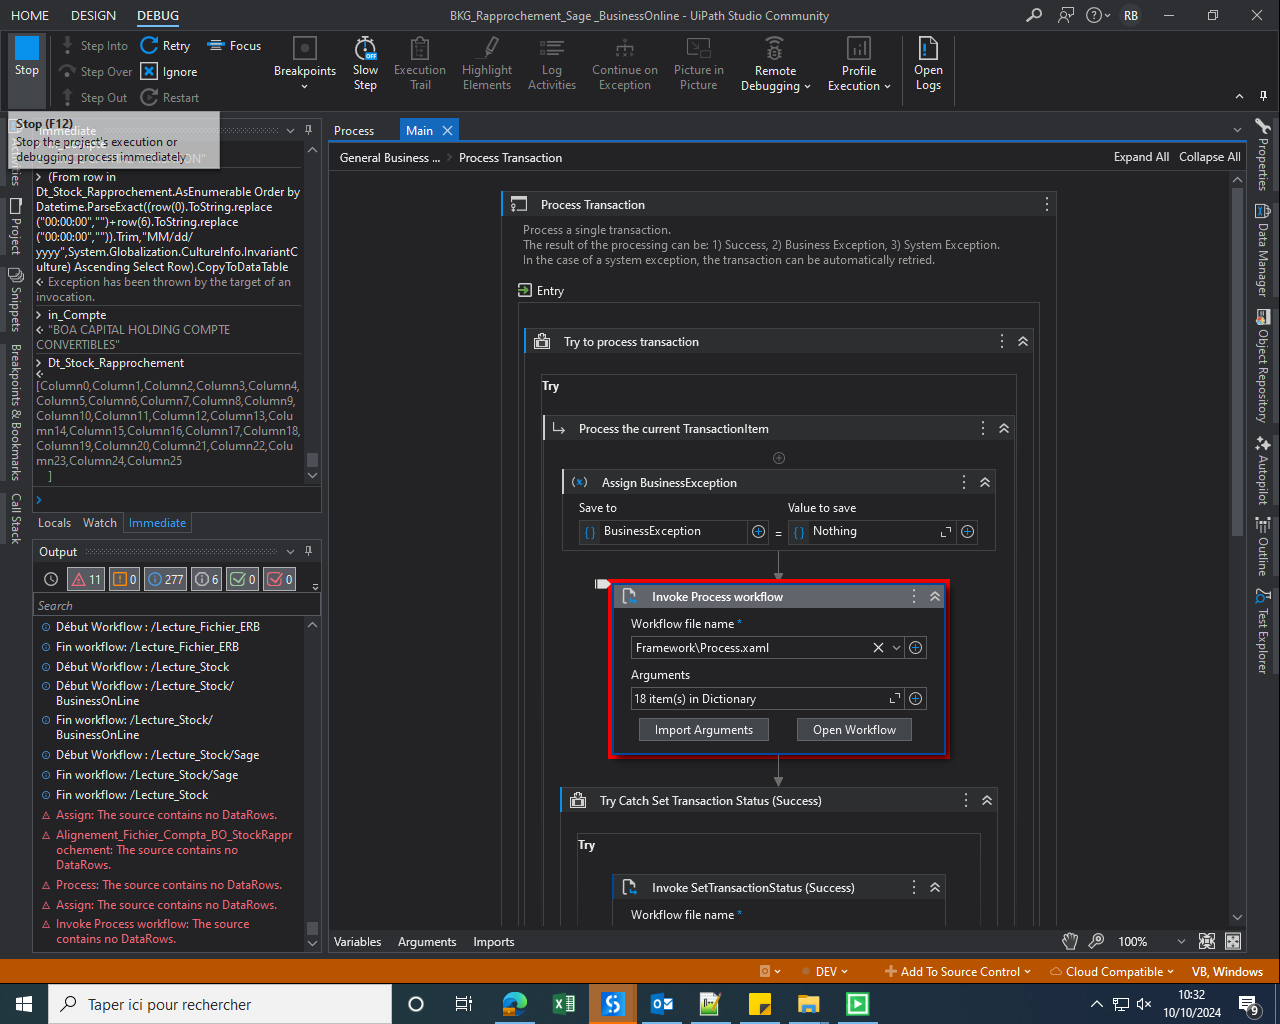 HOME
DESIGN
DEBUG
BKG_Rapprochement_Sage _BusinessOnline - UiPath Studio Community
RB
Stop
Step Into
Step Over
Step Out
Retry
Ignore
Restart
Focus
Breakpoints
Slow
Step
OFF
Execution
Trail
Highlight
Elements
Log
Activities
Continue on
Exception
Picture in
Picture
Remote
Debugging
Profile
Execution
Open
Logs
Stop (F12)
Stop the project's execution or
debugging process immediately
Immediate
(From row in
Dt_Stock_Rapprochement.AsEnumerable Order by
Datetime.ParseExact((row(0).ToString.replace
("00:00:00","")+row(6).ToString.replace
("00:00:00","")).Trim,"MM/dd/
yyyy",System.Globalization.CultureInfo.InvariantC
ulture) Ascending Select Row).CopyToDataTable
Exception has been thrown by the target of an
invocation.
in_Compte
"BOA CAPITAL HOLDING COMPTE
CONVERTIBLES"
Dt_Stock_Rapprochement
[Column0,Column1,Column2,Column3,Column4,
Column5,Column6,Column7,Column8,Column9,
Column10,Column11,Column12,Column13,Colu
mn14,Column15,Column16,Column17,Column18,
Column19,Column20,Column21,Column22,Colu
mn23,Column24,Column25
]
Locals
Watch
Immediate
Project
Snippets
Breakpoints & Bookmarks
Call Stack
Output
11
0
277
6
0
0
Search
Début Workflow : /Lecture_Fichier_ERB
Fin workflow: /Lecture_Fichier_ERB
Début Workflow : /Lecture_Stock
Début Workflow : /Lecture_Stock/
BusinessOnLine
Fin workflow: /Lecture_Stock/
BusinessOnLine
Début Workflow : /Lecture_Stock/Sage
Fin workflow: /Lecture_Stock/Sage
Fin workflow: /Lecture_Stock
Assign: The source contains no DataRows.
Alignement_Fichier_Compta_BO_StockRappr
ochement: The source contains no
DataRows.
Process: The source contains no DataRows.
Assign: The source contains no DataRows.
Invoke Process workflow: The source
contains no DataRows.
Process
Main
General Business ...
Process Transaction
Expand All
Collapse All
Process Transaction
Process a single transaction.
The result of the processing can be: 1) Success, 2) Business Exception, 3) System Exception.
In the case of a system exception, the transaction can be automatically retried.
Entry
Try to process transaction
Try
Process the current TransactionItem
Assign BusinessException
Save to
Value to save
BusinessException
=
Nothing
Invoke Process workflow
Workflow file name *
Framework\Process.xaml
Arguments
18 item(s) in Dictionary
Import Arguments
Open Workflow
Try Catch Set Transaction Status (Success)
Try
Invoke SetTransactionStatus (Success)
Workflow file name *
Variables
Arguments
Imports
100%
Properties
Data Manager
Object Repository
Autopilot
Outline
Test Explorer
DEV
Add To Source Control
Cloud Compatible
VB, Windows
Taper ici pour rechercher
10:32
10/10/2024
9